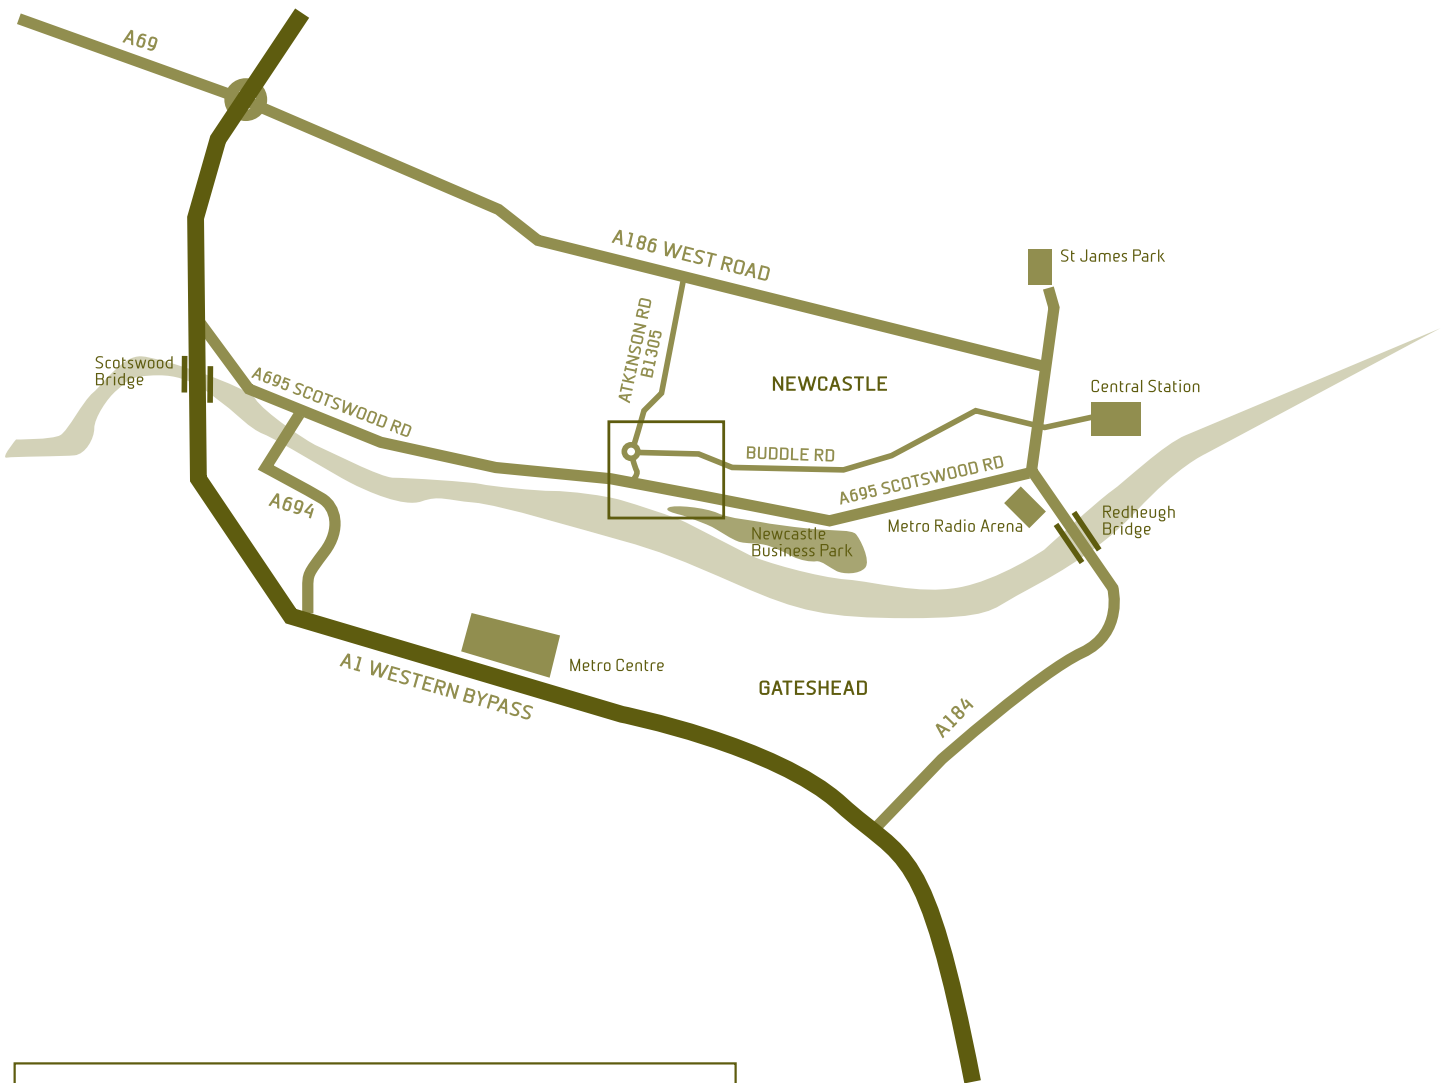 A69
A186 WEST ROAD
St James Park
ATKINSON RD
B1305
Scotswood
Bridge
A695 SCOTSWOOD RD
NEWCASTLE
Central Station
BUDDLE RD
A695 SCOTSWOOD RD
A694
Metro Radio Arena
Redheugh
Bridge
Newcastle
Business Park
A1 WESTERN BYPASS
Metro Centre
GATESHEAD
A184